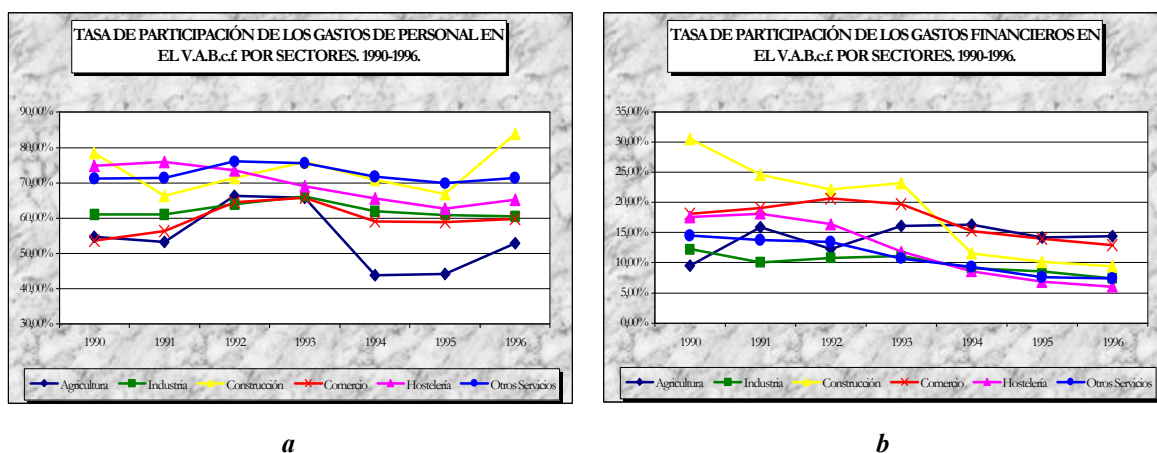 TASA DE PARTICIPACIÓN DE LOS GASTOS DE PERSONAL EN
EL V.A.B.c.f. POR SECTORES. 1990-1996.
90,00%
80,00%
70,00%
60,00%
50,00%
40,00%
30,00%
1990 1991 1992 1993 1994 1995 1996
Agricultura Industria Construcción Comercio Hostelería Otros Servicios
a
TASA DE PARTICIPACIÓN DE LOS GASTOS FINANCIEROS EN
EL V.A.B.c.f. POR SECTORES. 1990-1996.
35,00%
30,00%
25,00%
20,00%
15,00%
10,00%
5,00%
0,00%
1990 1991 1992 1993 1994 1995 1996
Agricultura Industria Construcción Comercio Hostelería Otros Servicios
b